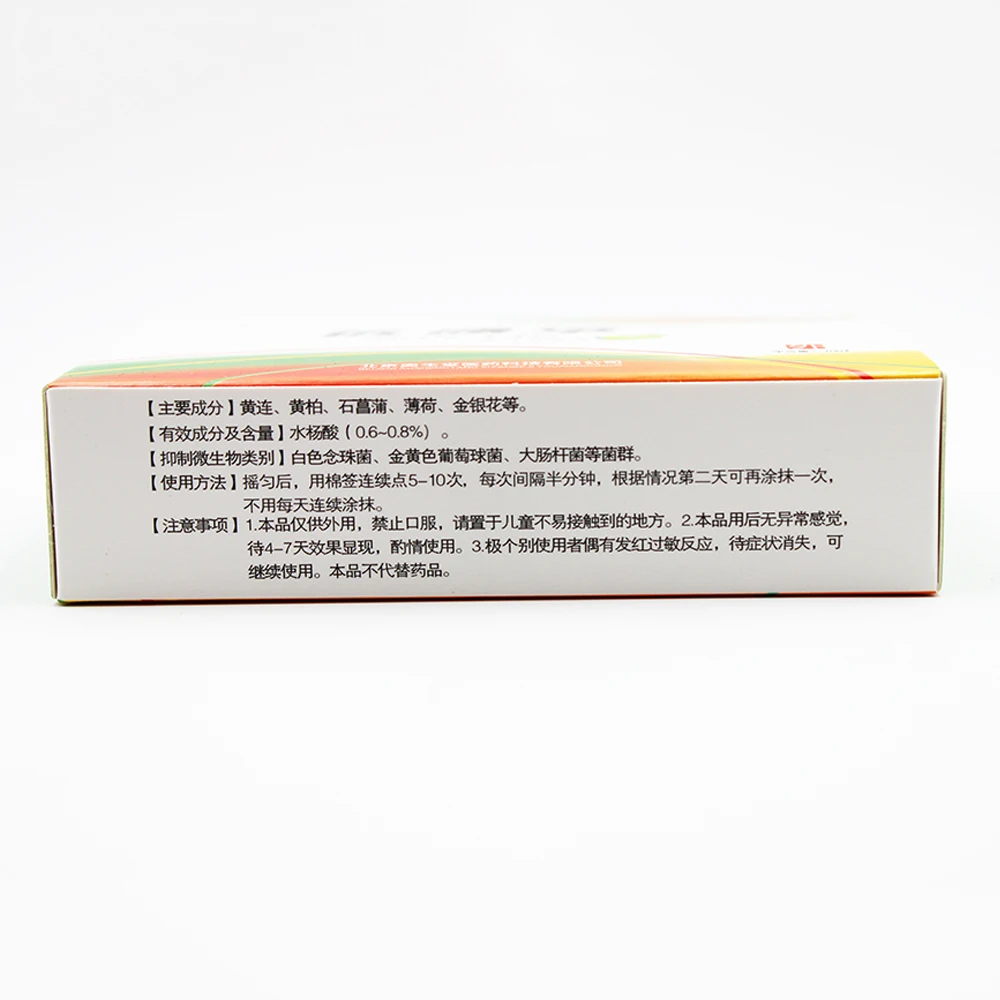 【主要成分】黄连、黄柏、石菖蒲、薄荷、金银花等。
【有效成分及含量】水杨酸（0.6~0.8%）。
【抑制微生物类别】白色念珠菌、金黄色葡萄球菌、大肠杆菌等菌群。
【使用方法】摇匀后，用棉签连续点5-10次，每次间隔半分钟，根据情况第二天可再涂抹一次，
不用每天连续涂抹。
【注意事项】1.本品仅供外用，禁止口服，请置于儿童不易接触到的地方。2.本品用后无异常感觉，
待4-7天效果显现，酌情使用。3.极个别使用者偶有发红过敏反应，待症状消失，可
继续使用。本品不代替药品。